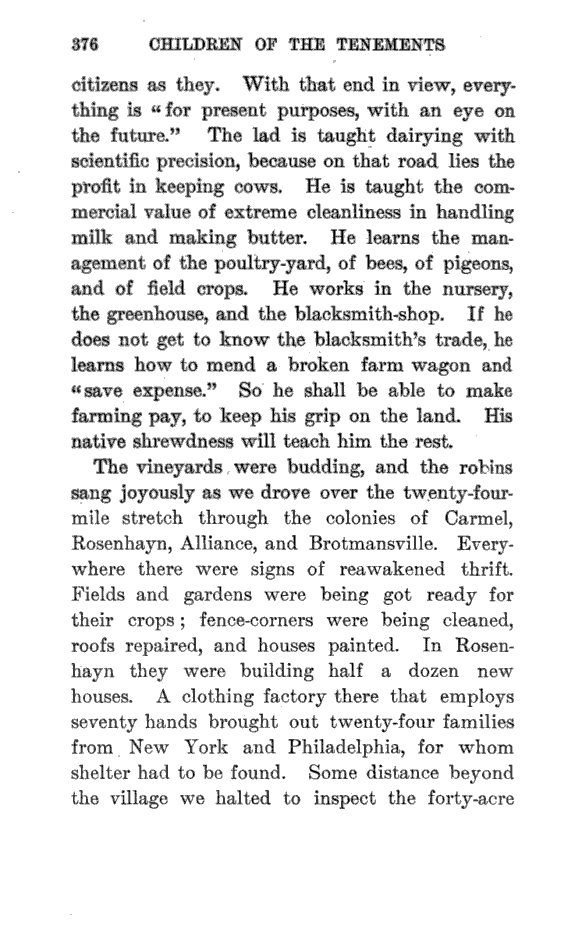 376 CHILDREN OF THE TENEMENTS
citizens as they. With that end in view, every-
thing is “for present purposes, with an eye on
the future.” The lad is taught dairying with
scientific precision, because on that road lies the
profit in keeping cows. He is taught the com-
mercial value of extreme cleanliness in handling
milk and making butter. He learns the man-
agement of the poultry-yard, of bees, of pigeons,
and of field crops. He works in the nursery,
the greenhouse, and the blacksmith-shop. If he
does not get to know the blacksmith’s trade, he
learns how to mend a broken farm wagon and
“save expense.” So he shall be able to make
farming pay, to keep his grip on the land. His
native shrewdness will teach him the rest.
The vineyards were budding, and the robins
sang joyously as we drove over the twenty-four-
mile stretch through the colonies of Carmel,
Rosenhayn, Alliance, and Brotmansville. Every-
where there were signs of reawakened thrift.
Fields and gardens were being got ready for
their crops; fence-corners were being cleaned,
roofs repaired, and houses painted. In Rosen-
hayn they were building half a dozen new
houses. A clothing factory there that employs
seventy hands brought out twenty-four families
from New York and Philadelphia, for whom
shelter had to be found. Some distance beyond
the village we halted to inspect the forty-acre